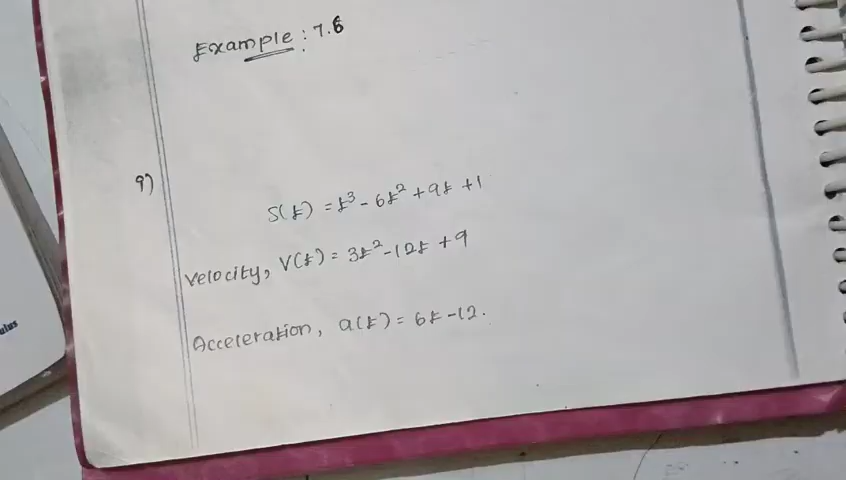 Example : 7.6
9)
S(t) = t³ - 6t² + 9t + 1
Velocity, V(t) = 3t² - 12t + 9
Acceleration, a(t) = 6t - 12.